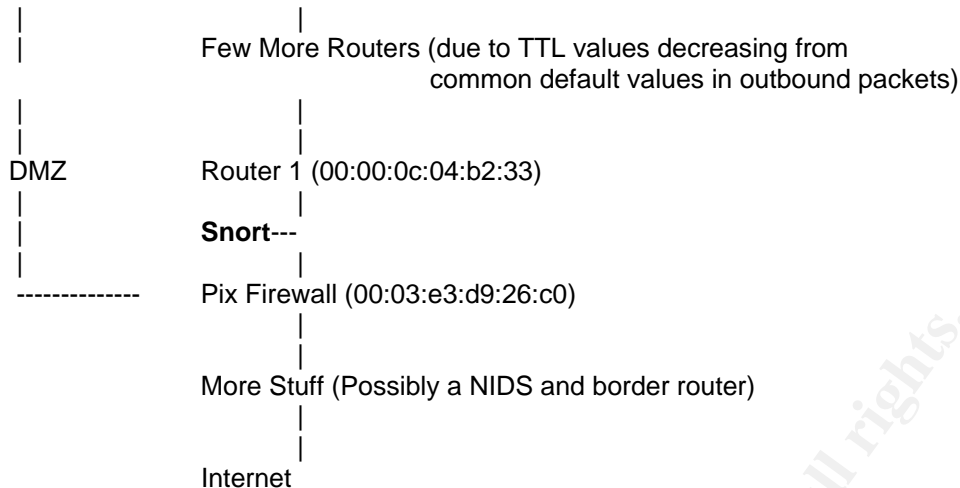 Few More Routers (due to TTL values decreasing from
common default values in outbound packets)
DMZ Router 1 (00:00:0c:04:b2:33)
Snort---
-------------- Pix Firewall (00:03:e3:d9:26:c0)
More Stuff (Possibly a NIDS and border router)
Internet